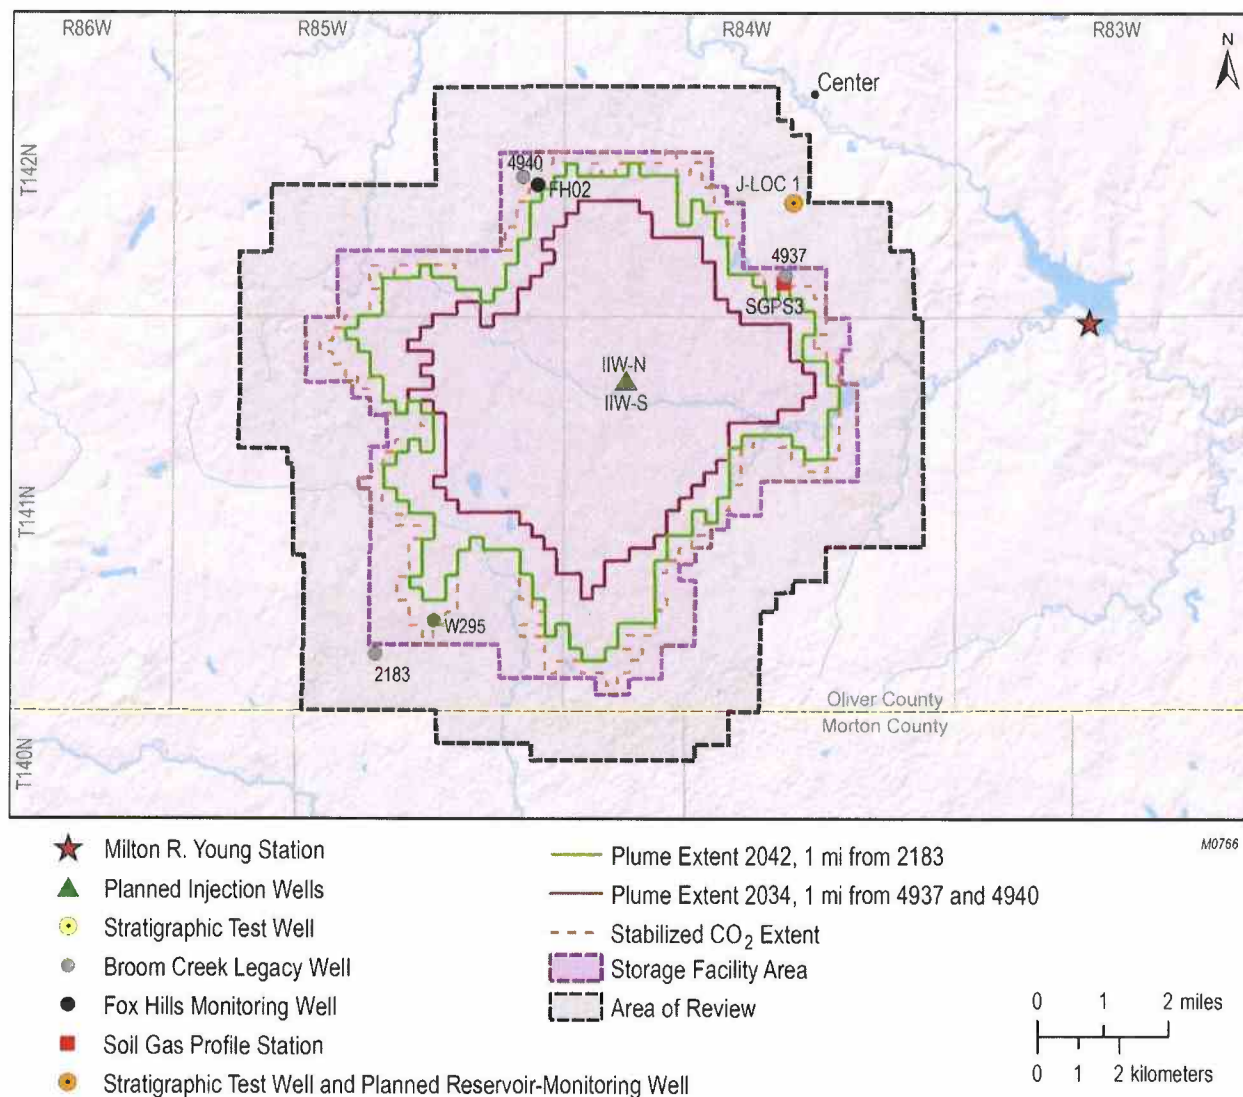 R86W
R85W
R84W
R83W
N
Center
T142N
4940
FH02
J-LOC 1
4937
SGPS3
IIW-N
IIW-S
T141N
W295
2183
Oliver County
Morton County
T140N
M0766
Milton R. Young Station
Planned Injection Wells
Stratigraphic Test Well
Broom Creek Legacy Well
Fox Hills Monitoring Well
Soil Gas Profile Station
Stratigraphic Test Well and Planned Reservoir-Monitoring Well
Plume Extent 2042, 1 mi from 2183
Plume Extent 2034, 1 mi from 4937 and 4940
Stabilized CO2 Extent
Storage Facility Area
Area of Review
0 1 2 miles
0 1 2 kilometers